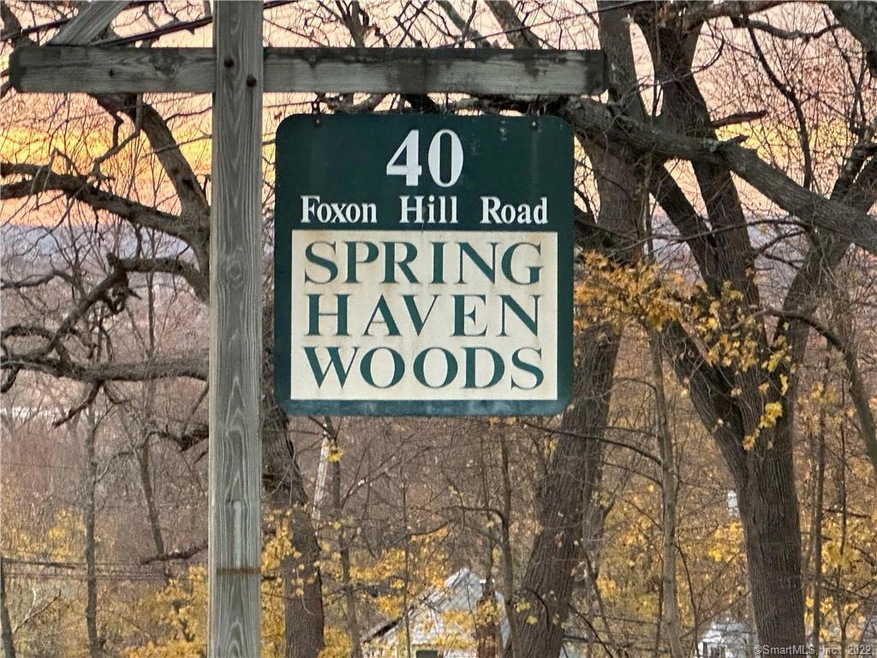 40
Foxon Hill Road
SPRING
HAVEN
WOODS
©SmartMLS, Inc. 2022